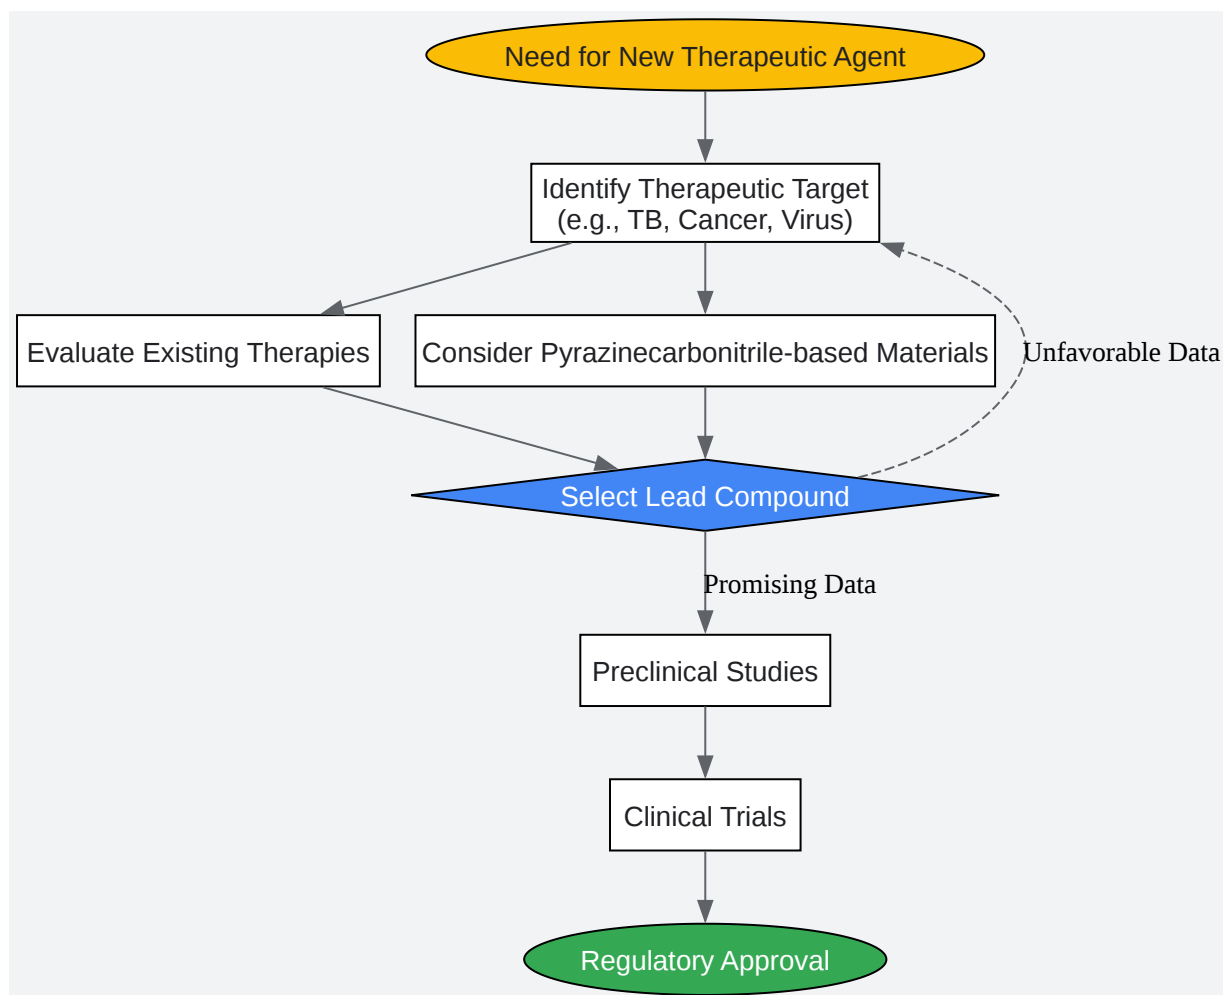 Need for New Therapeutic Agent
Identify Therapeutic Target
(e.g., TB, Cancer, Virus)
Evaluate Existing Therapies
Consider Pyrazinecarbonitrile-based Materials
Unfavorable Data
Select Lead Compound
Promising Data
Preclinical Studies
Clinical Trials
Regulatory Approval